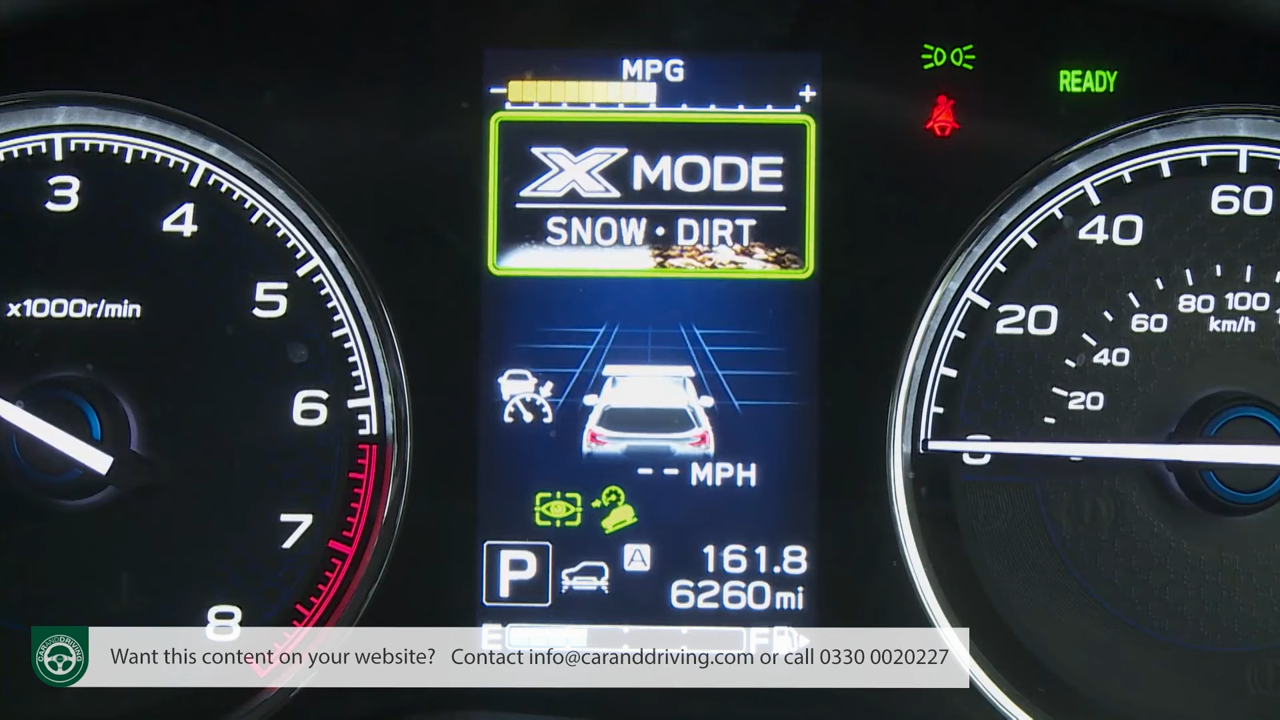 MPG
- +
X MODE
SNOW • DIRT
READY
3
4
5
6
7
8
x1000r/min
20
40
60
0
20
40
60
80
100
km/h
-- MPH
P
A
161.8
6260mi
E F
CARANDDRIVING
Want this content on your website? Contact info@caranddriving.com or call 0330 0020227